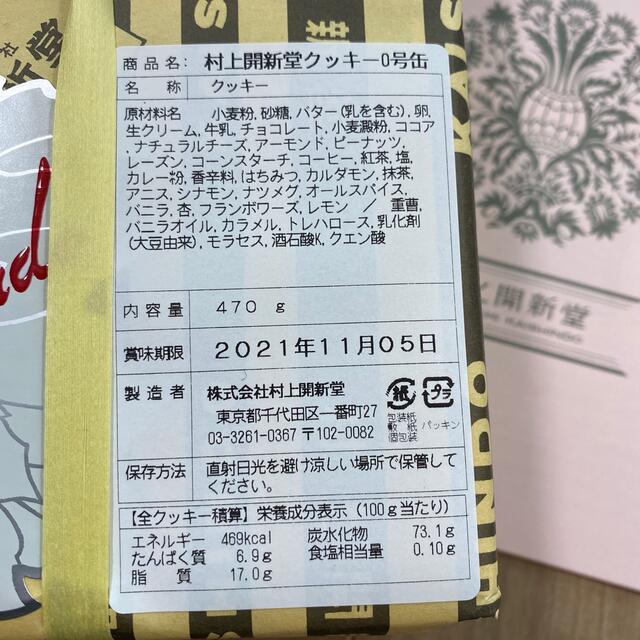 商品名: 村上開新堂クッキー0号缶
名称 クッキー
原材料名 小麦粉, 砂糖, バター(乳を含む), 卵,
生クリーム, 牛乳, チョコレート, 小麦澱粉, ココア
, ナチュラルチーズ, アーモンド, ピーナッツ,
レーズン, コーンスターチ, コーヒー, 紅茶, 塩,
カレー粉, 香辛料, はちみつ, カルダモン, 抹茶,
アニス, シナモン, ナツメグ, オールスパイス,
バニラ, 杏, フランボワーズ, レモン / 重曹,
バニラオイル, カラメル, トレハロース, 乳化剤
(大豆由来), モラセス, 酒石酸K, クエン酸
内容量 470g
賞味期限 2021年11月05日
製造者 株式会社村上開新堂
東京都千代田区一番町27
03-3261-0367 〒102-0082
紙
包装紙
敷紙
個包装
プラ
パッキン
保存方法 直射日光を避け涼しい場所で保管して
ください。
【全クッキー積算】栄養成分表示(100g当たり)
エネルギー 469kcal 炭水化物 73.1g
たんぱく質 6.9g 食塩相当量 0.10g
脂質 17.0g
開新堂